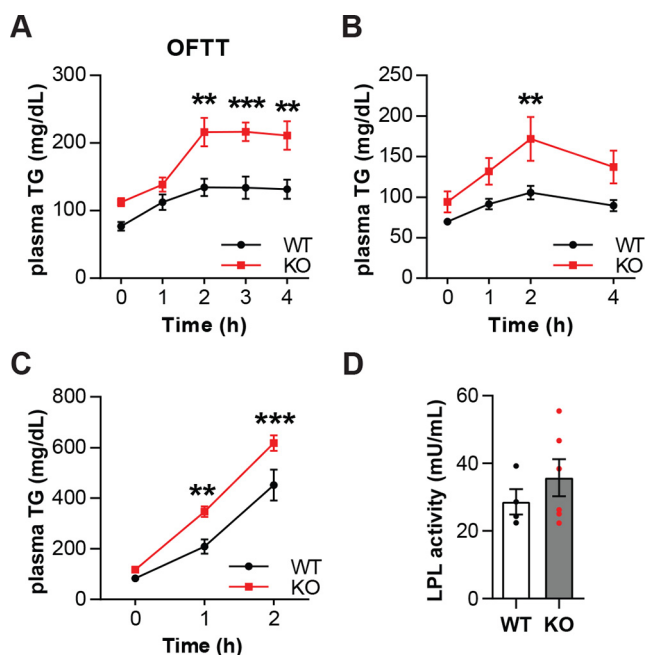 A
OFTT
plasma TG (mg/dL)
300
200
100
0
** *** **
WT
KO
0 1 2 3 4
Time (h)
B
plasma TG (mg/dL)
250
200
150
100
50
0
**
WT
KO
0 1 2 4
Time (h)
C
plasma TG (mg/dL)
800
600
400
200
0
**
***
WT
KO
0 1 2
Time (h)
D
LPL activity (mU/mL)
60
40
20
0
WT KO